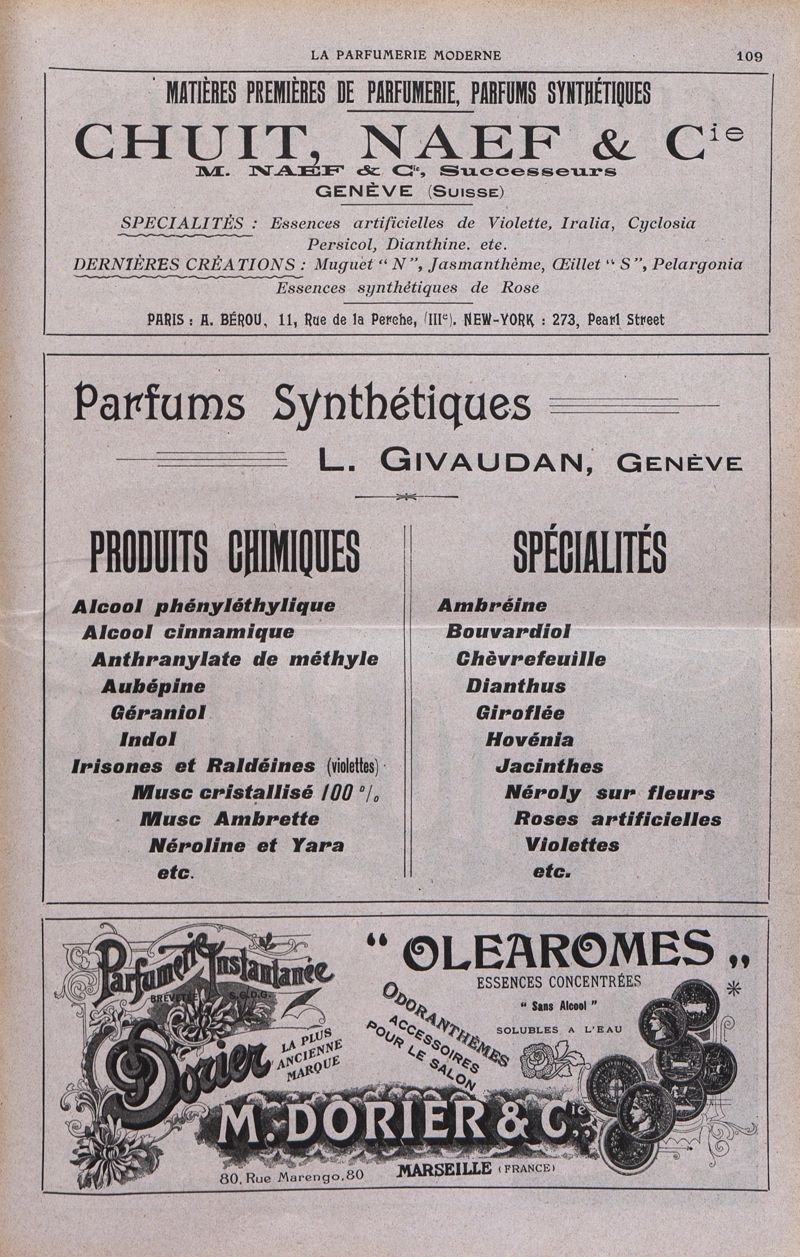 LA PARFUMERIE MODERNE
109
MATIÈRES PREMIÈRES DE PARFUMERIE, PARFUMS SYNTHÉTIQUES
CHUIT, NAEF & Cie
M. NAEF & Cie, Successeurs
GENÈVE (SUISSE)
SPECIALITÉS : Essences artificielles de Violette, Iralia, Cyclosia
Persicol, Dianthine. etc.
DERNIÈRES CRÉATIONS : Muguet " N ", Jasmanthème, Œillet " S ", Pelargonia
Essences synthétiques de Rose
PARIS : A. BÉROU, 11, Rue de la Perche, (IIIe). NEW-YORK : 273, Pearl Street
Parfums Synthétiques
L. GIVAUDAN, GENÈVE
PRODUITS CHIMIQUES
Alcool phényléthylique
Alcool cinnamique
Anthranylate de méthyle
Aubépine
Géraniol
Indol
Irisones et Raldéines (violettes)
Musc cristallisé 100 %
Musc Ambrette
Néroline et Yara
etc.
SPÉCIALITÉS
Ambréine
Bouvardiol
Chèvrefeuille
Dianthus
Giroflée
Hovénia
Jacinthes
Néroly sur fleurs
Roses artificielles
Violettes
etc.
Parfumerie Instantanée
BREVETÉ S.G.D.G.
Dorier
LA PLUS
ANCIENNE
MARQUE
" OLEAROMES "
ESSENCES CONCENTRÉES
" Sans Alcool "
SOLUBLES A L'EAU
ODORANTHÈMES
ACCESSOIRES
POUR LE SALON
M. DORIER & Cie
80, Rue Marengo, 80
MARSEILLE (FRANCE)